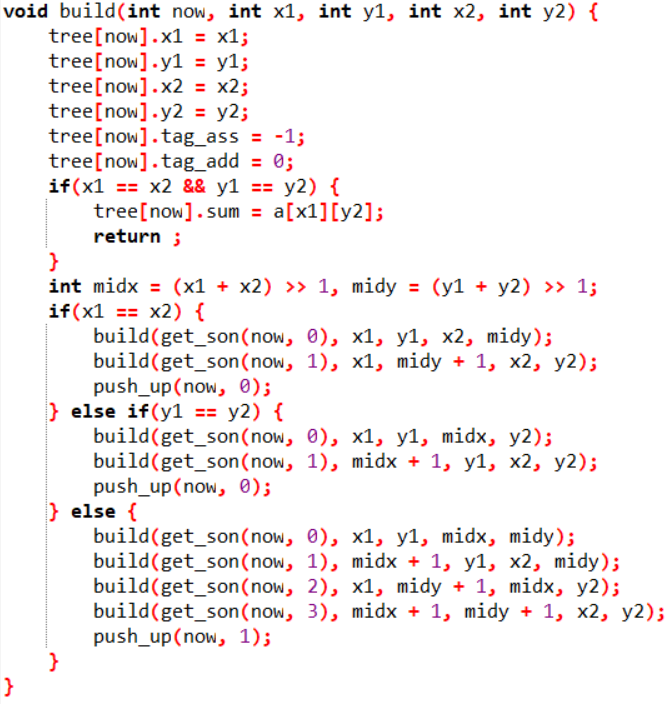 void build(int now, int x1, int y1, int x2, int y2) {
    tree[now].x1 = x1;
    tree[now].y1 = y1;
    tree[now].x2 = x2;
    tree[now].y2 = y2;
    tree[now].tag_ass = -1;
    tree[now].tag_add = 0;
    if(x1 == x2 && y1 == y2) {
        tree[now].sum = a[x1][y2];
        return ;
    }
    int midx = (x1 + x2) >> 1, midy = (y1 + y2) >> 1;
    if(x1 == x2) {
        build(get_son(now, 0), x1, y1, x2, midy);
        build(get_son(now, 1), x1, midy + 1, x2, y2);
        push_up(now, 0);
    } else if(y1 == y2) {
        build(get_son(now, 0), x1, y1, midx, y2);
        build(get_son(now, 1), midx + 1, y1, x2, y2);
        push_up(now, 0);
    } else {
        build(get_son(now, 0), x1, y1, midx, midy);
        build(get_son(now, 1), midx + 1, y1, x2, midy);
        build(get_son(now, 2), x1, midy + 1, midx, y2);
        build(get_son(now, 3), midx + 1, midy + 1, x2, y2);
        push_up(now, 1);
    }
}